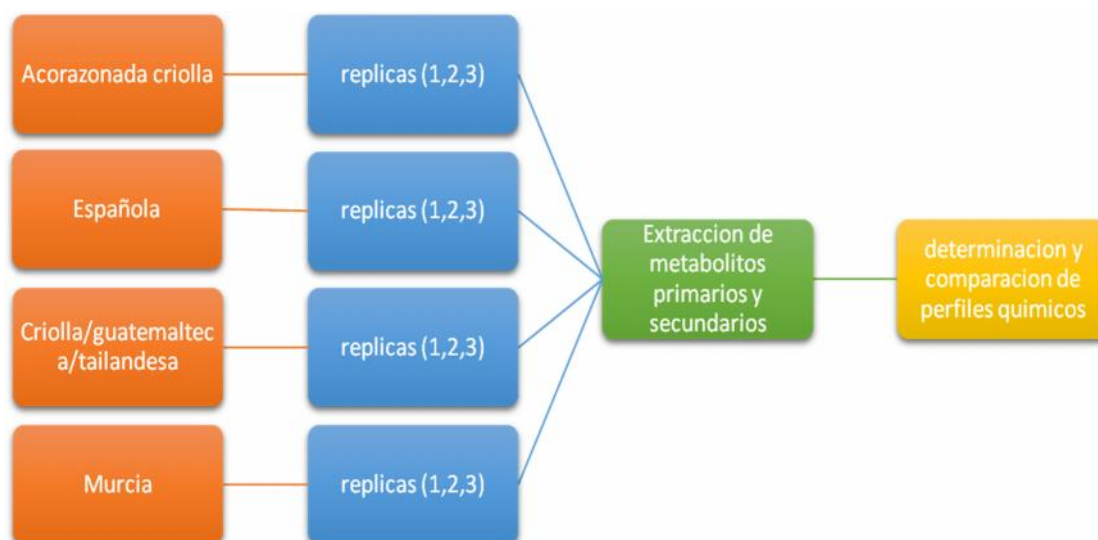 Acorazonada criolla
replicas (1,2,3)
Española
replicas (1,2,3)
Criolla/guatemaltec
a/tailandesa
replicas (1,2,3)
Murcia
replicas (1,2,3)
Extraccion de
metabolitos
primarios y
secundarios
determinacion y
comparacion de
perfiles quimicos